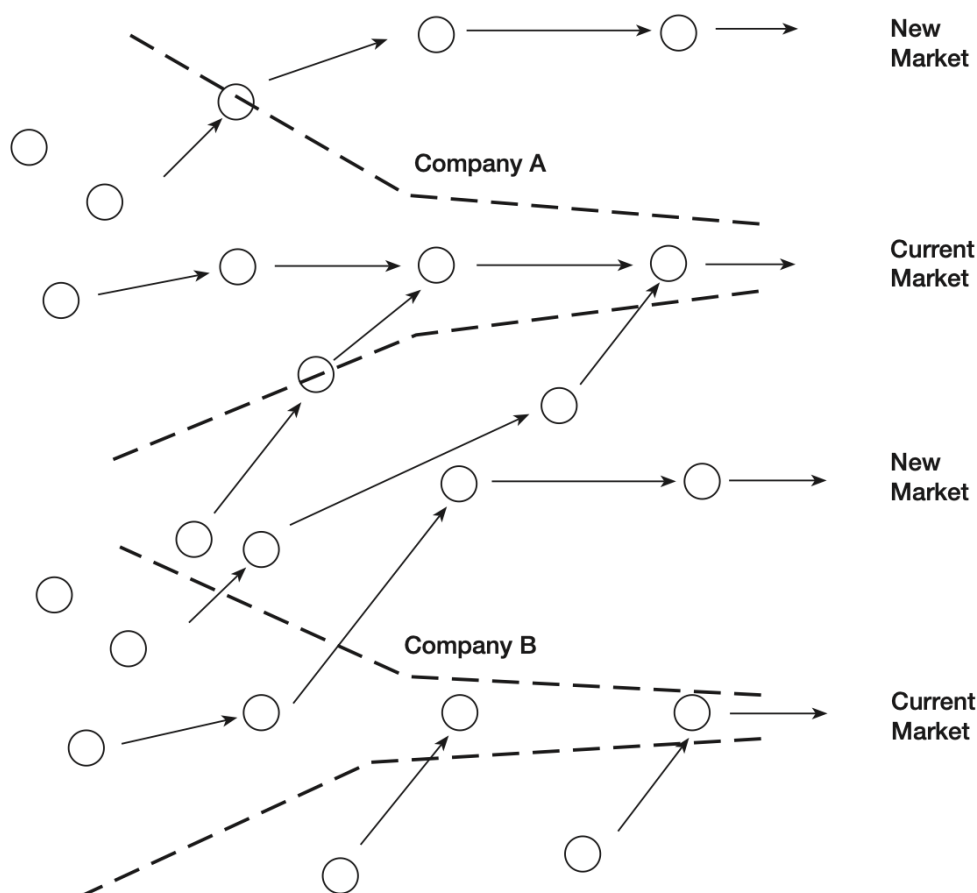 New
Market
Company A
Current
Market
New
Market
Company B
Current
Market